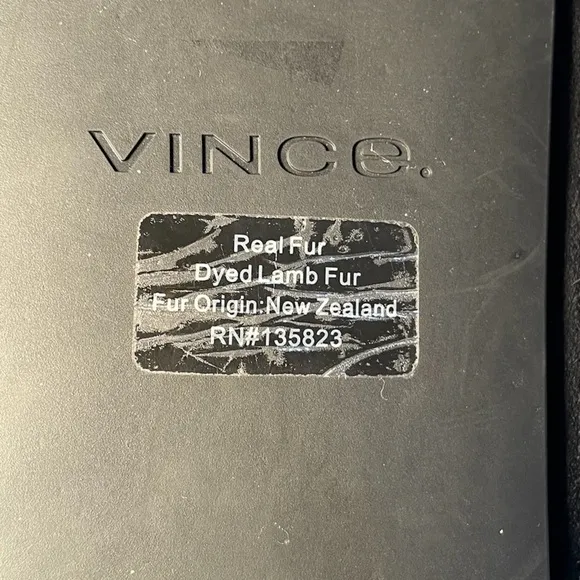 VINCe.
Real Fur
Dyed Lamb Fur
Fur Origin:New Zealand
RN#135823